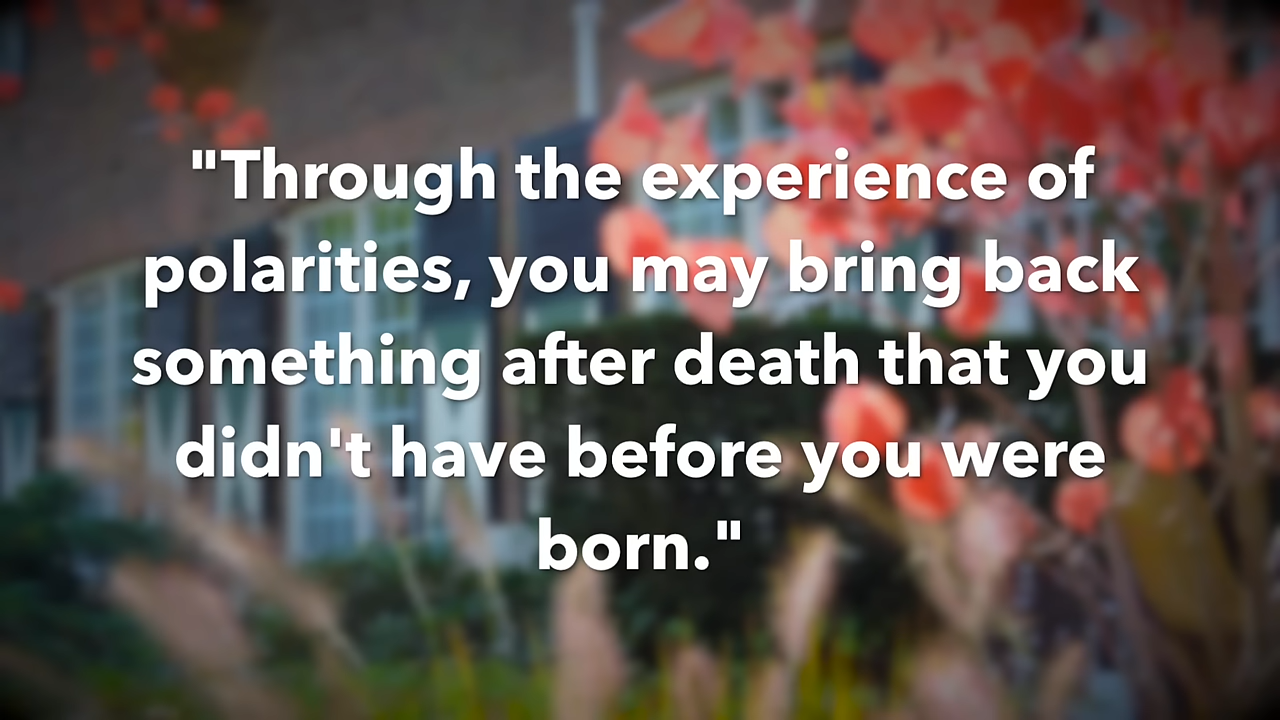 "Through the experience of
polarities, you may bring back
something after death that you
didn't have before you were
born."